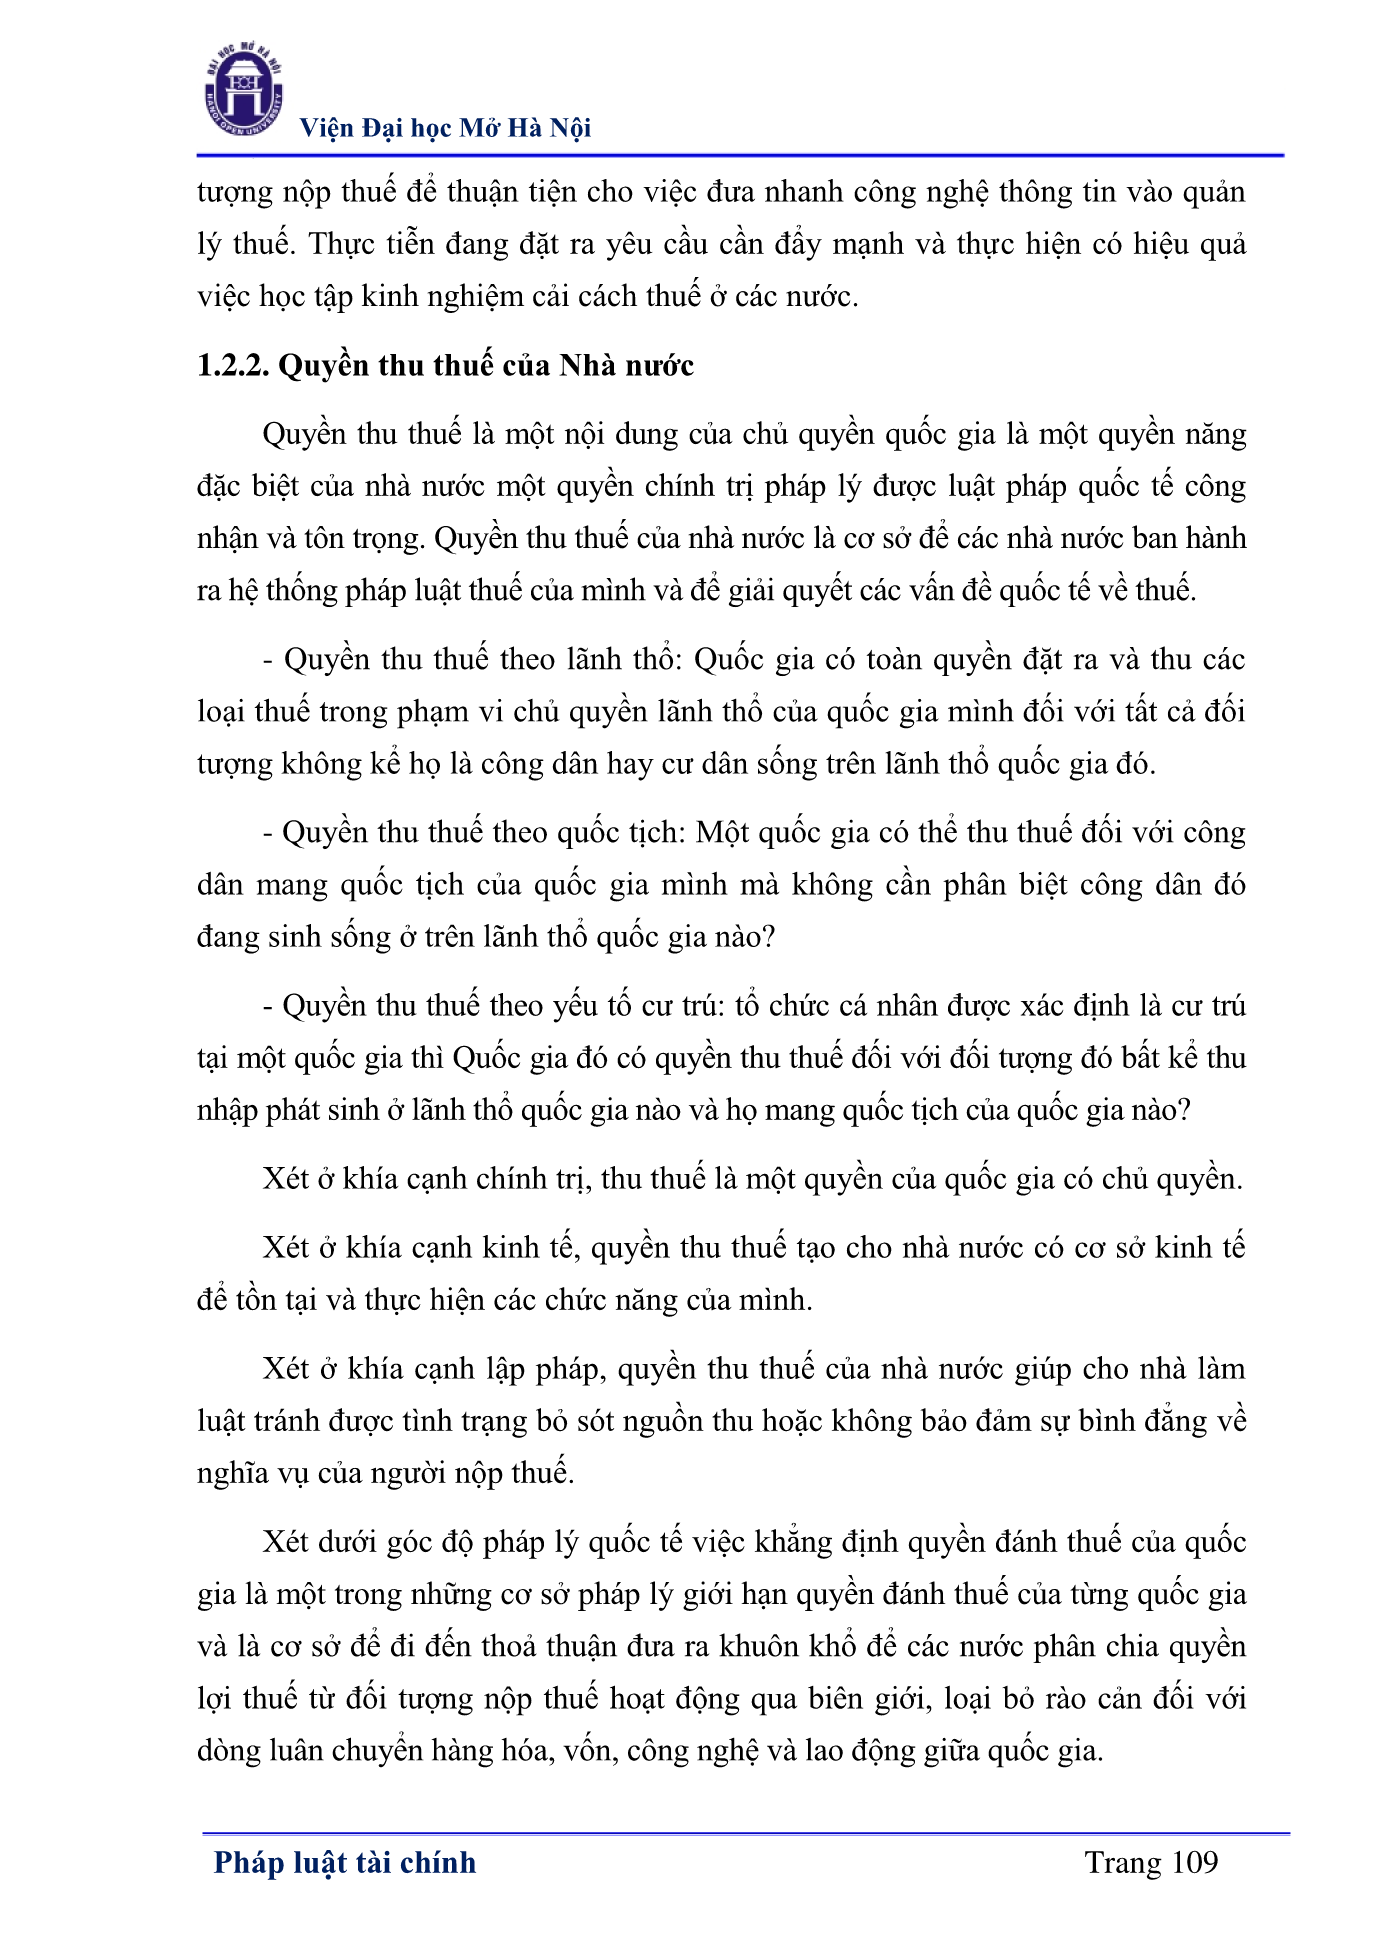 ĐẠI HỌC MỞ HÀ NỘI
HANOI OPEN UNIVERSITY
Viện Đại học Mở Hà Nội
tượng nộp thuế để thuận tiện cho việc đưa nhanh công nghệ thông tin vào quản
lý thuế. Thực tiễn đang đặt ra yêu cầu cần đẩy mạnh và thực hiện có hiệu quả
việc học tập kinh nghiệm cải cách thuế ở các nước.
1.2.2. Quyền thu thuế của Nhà nước
Quyền thu thuế là một nội dung của chủ quyền quốc gia là một quyền năng
đặc biệt của nhà nước một quyền chính trị pháp lý được luật pháp quốc tế công
nhận và tôn trọng. Quyền thu thuế của nhà nước là cơ sở để các nhà nước ban hành
ra hệ thống pháp luật thuế của mình và để giải quyết các vấn đề quốc tế về thuế.
- Quyền thu thuế theo lãnh thổ: Quốc gia có toàn quyền đặt ra và thu các
loại thuế trong phạm vi chủ quyền lãnh thổ của quốc gia mình đối với tất cả đối
tượng không kể họ là công dân hay cư dân sống trên lãnh thổ quốc gia đó.
- Quyền thu thuế theo quốc tịch: Một quốc gia có thể thu thuế đối với công
dân mang quốc tịch của quốc gia mình mà không cần phân biệt công dân đó
đang sinh sống ở trên lãnh thổ quốc gia nào?
- Quyền thu thuế theo yếu tố cư trú: tổ chức cá nhân được xác định là cư trú
tại một quốc gia thì Quốc gia đó có quyền thu thuế đối với đối tượng đó bất kể thu
nhập phát sinh ở lãnh thổ quốc gia nào và họ mang quốc tịch của quốc gia nào?
Xét ở khía cạnh chính trị, thu thuế là một quyền của quốc gia có chủ quyền.
Xét ở khía cạnh kinh tế, quyền thu thuế tạo cho nhà nước có cơ sở kinh tế
để tồn tại và thực hiện các chức năng của mình.
Xét ở khía cạnh lập pháp, quyền thu thuế của nhà nước giúp cho nhà làm
luật tránh được tình trạng bỏ sót nguồn thu hoặc không bảo đảm sự bình đẳng về
nghĩa vụ của người nộp thuế.
Xét dưới góc độ pháp lý quốc tế việc khẳng định quyền đánh thuế của quốc
gia là một trong những cơ sở pháp lý giới hạn quyền đánh thuế của từng quốc gia
và là cơ sở để đi đến thoả thuận đưa ra khuôn khổ để các nước phân chia quyền
lợi thuế từ đối tượng nộp thuế hoạt động qua biên giới, loại bỏ rào cản đối với
dòng luân chuyển hàng hóa, vốn, công nghệ và lao động giữa quốc gia.
Pháp luật tài chính
Trang 109